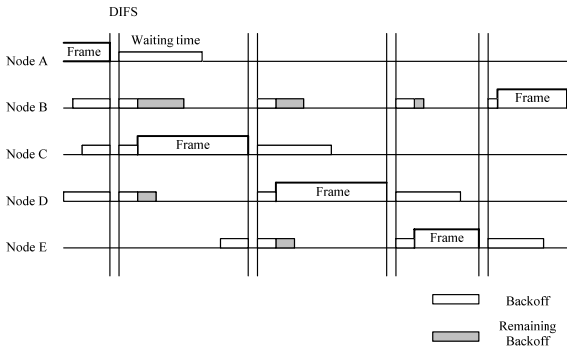 DIFS
Waiting time
Frame
Node A
Frame
Node B
Frame
Node C
Frame
Node D
Frame
Node E
Backoff
Remaining
Backoff